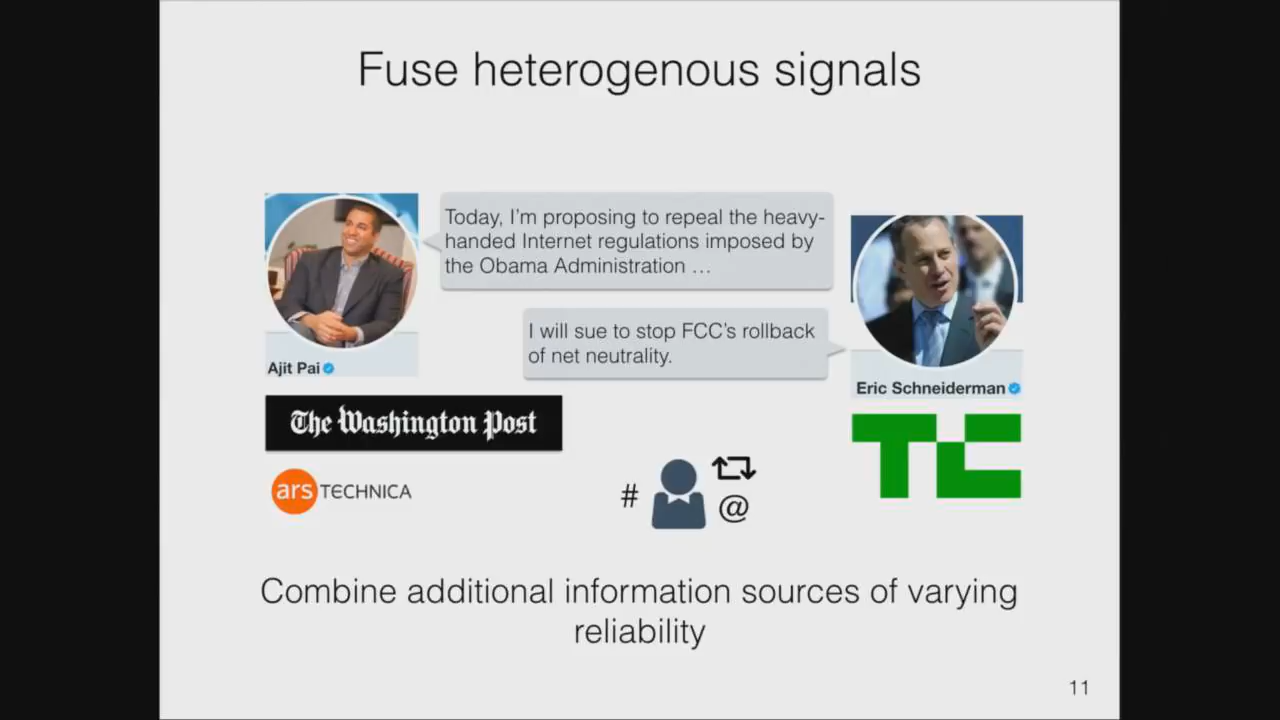 Fuse heterogenous signals
Today, I'm proposing to repeal the heavy-
handed Internet regulations imposed by
the Obama Administration …
I will sue to stop FCC's rollback
of net neutrality.
Ajit Pai
Eric Schneiderman
The Washington Post
TC
ars TECHNICA
#
@
Combine additional information sources of varying
reliability
11